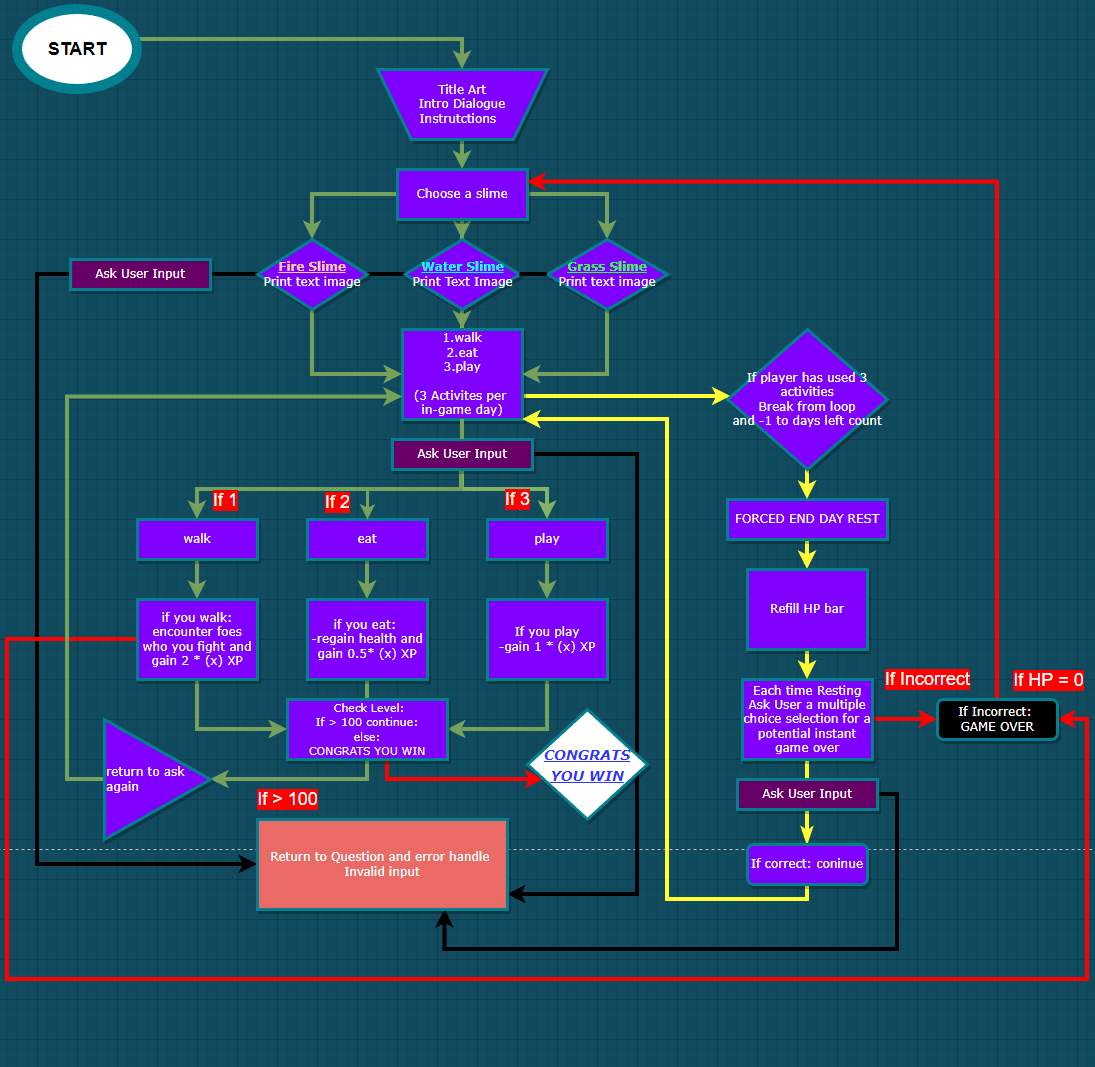 START
Title Art
Intro Dialogue
Instrutctions
Choose a slime
Ask User Input
Fire Slime
Print text image
Water Slime
Print Text Image
Grass Slime
Print text image
1.walk
2.eat
3.play
(3 Activites per
in-game day)
If player has used 3
activities
Break from loop
and -1 to days left count
Ask User Input
If 1
If 2
If 3
walk
eat
play
FORCED END DAY REST
Refill HP bar
if you walk:
encounter foes
who you fight and
gain 2 * (x) XP
if you eat:
-regain health and
gain 0.5* (x) XP
If you play
-gain 1 * (x) XP
Each time Resting
Ask User a multiple
choice selection for a
potential instant
game over
If Incorrect
If HP = 0
If Incorrect:
GAME OVER
Check Level:
If > 100 continue:
else:
CONGRATS YOU WIN
CONGRATS
YOU WIN
return to ask
again
If > 100
Ask User Input
Return to Question and error handle
Invalid input
If correct: coninue